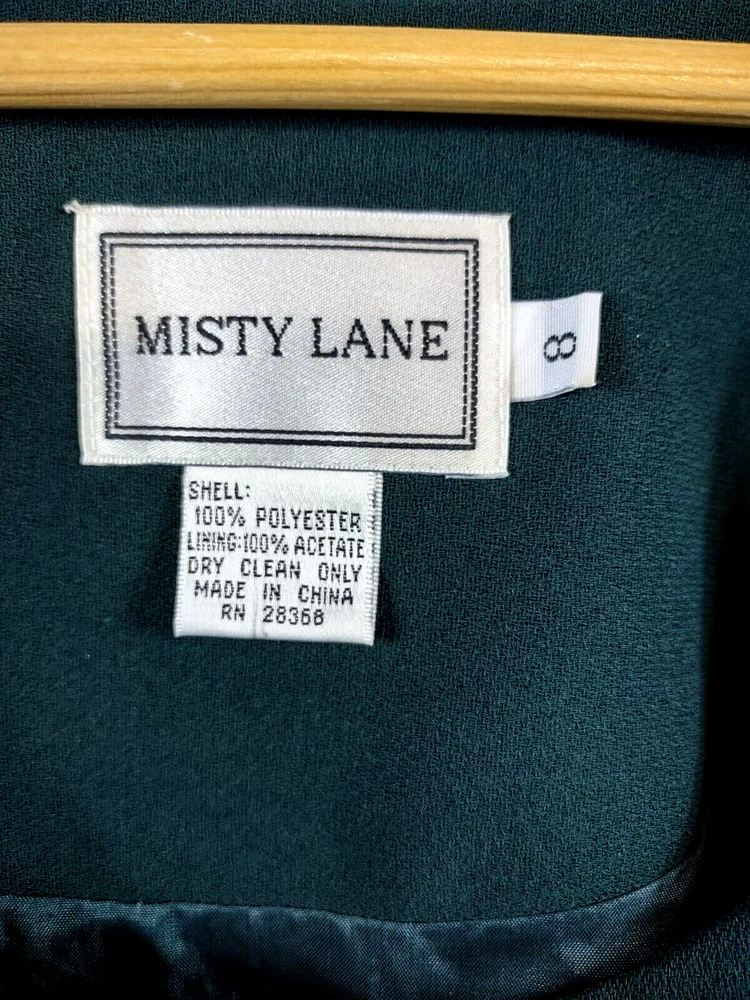 MISTY LANE
8
SHELL:
100% POLYESTER
LINING:100% ACETATE
DRY CLEAN ONLY
MADE IN CHINA
RN 28368